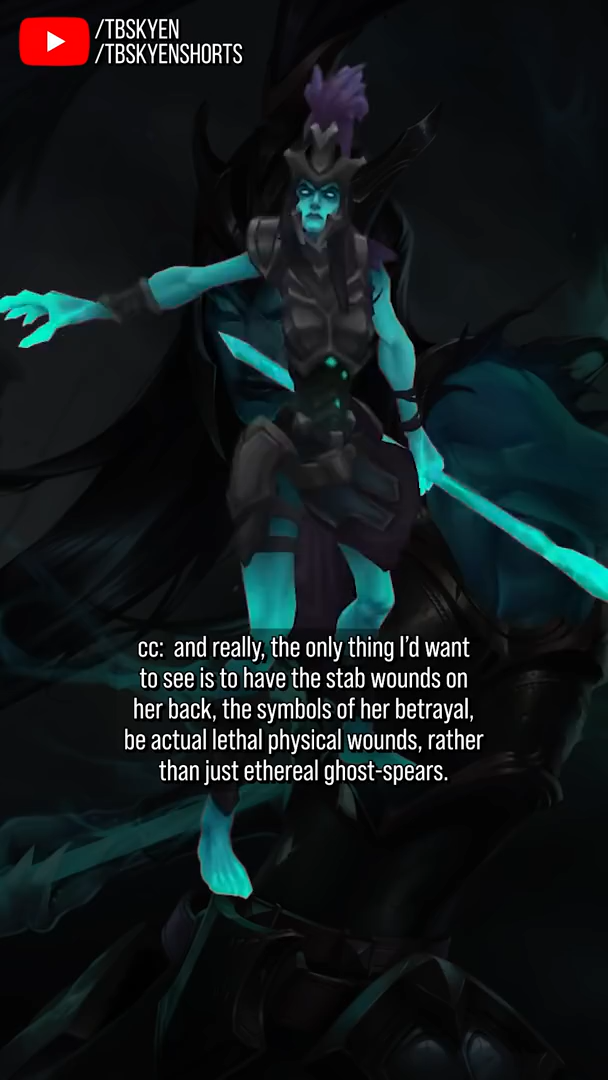 /TBSKYEN
/TBSKYENSHORTS
cc: and really, the only thing I'd want
to see is to have the stab wounds on
her back, the symbols of her betrayal,
be actual lethal physical wounds, rather
than just ethereal ghost-spears.